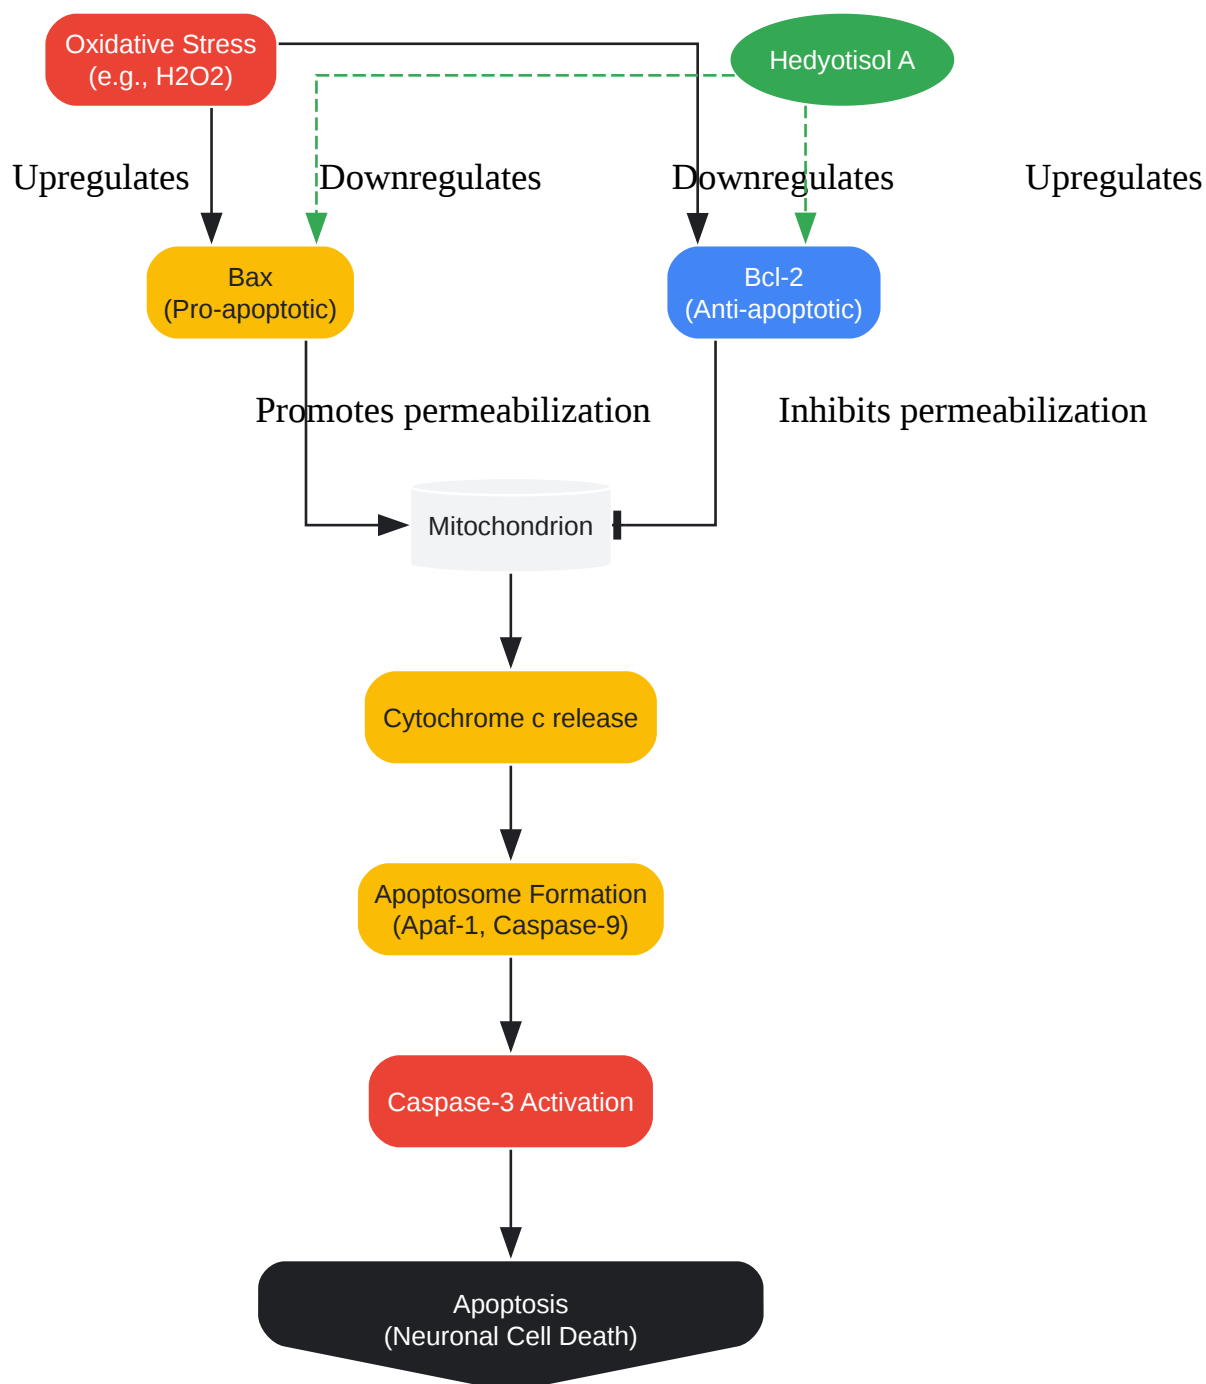 Oxidative Stress
(e.g., H2O2)
Hedyotisol A
Upregulates
Downregulates
Downregulates
Upregulates
Bax
(Pro-apoptotic)
Bcl-2
(Anti-apoptotic)
Promotes permeabilization
Inhibits permeabilization
Mitochondrion
Cytochrome c release
Apoptosome Formation
(Apaf-1, Caspase-9)
Caspase-3 Activation
Apoptosis
(Neuronal Cell Death)